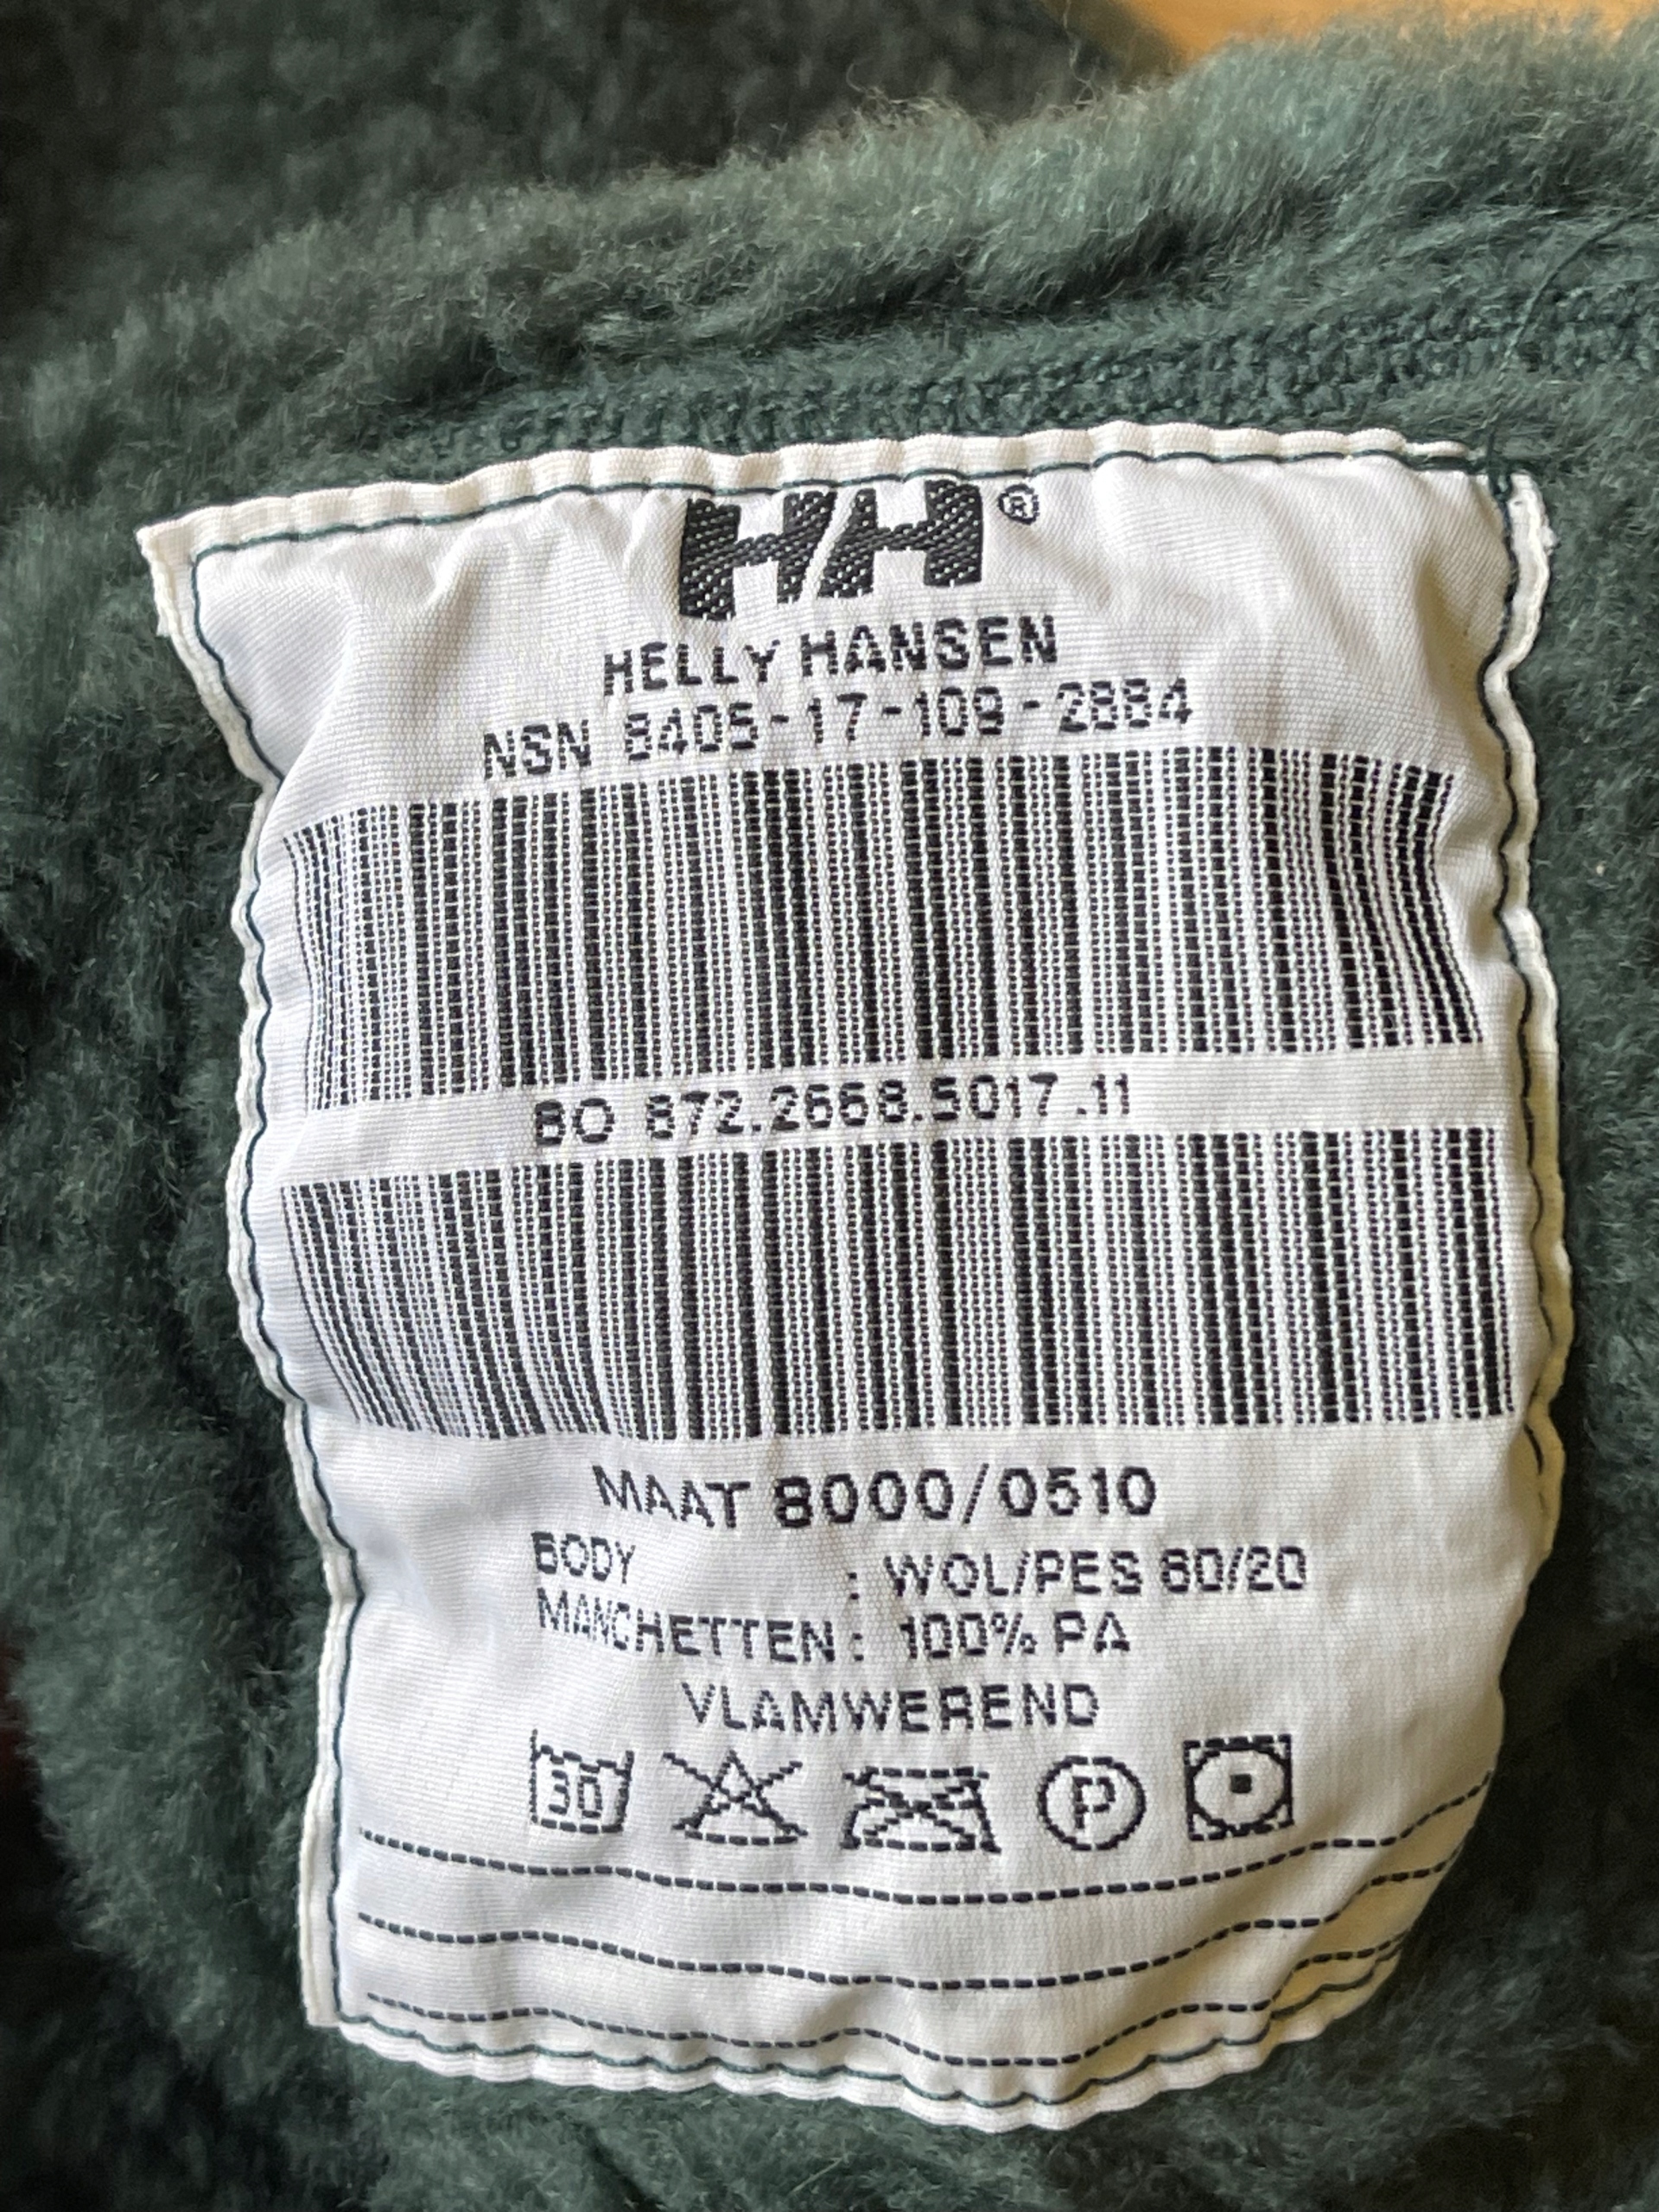 HH®
HELLY HANSEN
NSN 8405-17-109-2884
BO 872.2668.5017.11
MAAT 8000/0510
BODY : WOL/PES 80/20
MANCHETTEN : 100% PA
VLAMWEREND
30 P